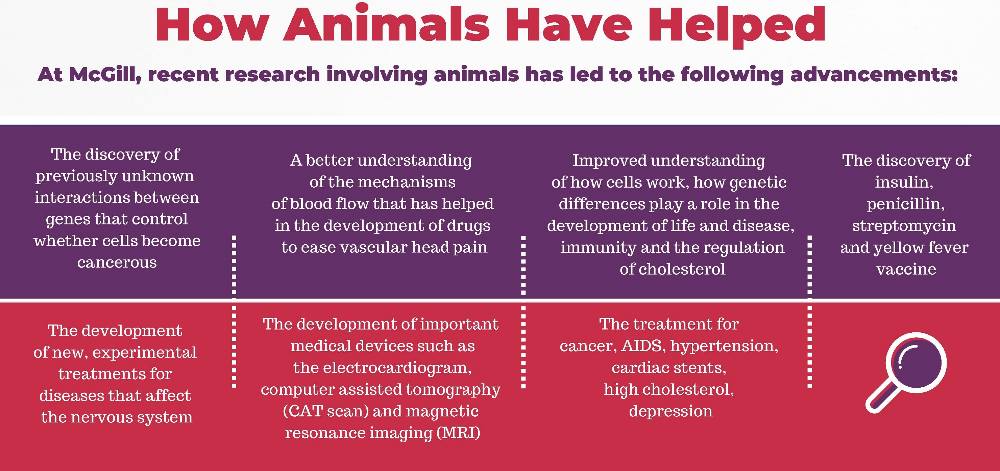 How Animals Have Helped
At McGill, recent research involving animals has led to the following advancements:
The discovery of
previously unknown
interactions between
genes that control
whether cells become
cancerous
A better understanding
of the mechanisms
of blood flow that has helped
in the development of drugs
to ease vascular head pain
Improved understanding
of how cells work, how genetic
differences play a role in the
development of life and disease,
immunity and the regulation
of cholesterol
The discovery of
insulin,
penicillin,
streptomycin
and yellow fever
vaccine
The development
of new, experimental
treatments for
diseases that affect
the nervous system
The development of important
medical devices such as
the electrocardiogram,
computer assisted tomography
(CAT scan) and magnetic
resonance imaging (MRI)
The treatment for
cancer, AIDS, hypertension,
cardiac stents,
high cholesterol,
depression